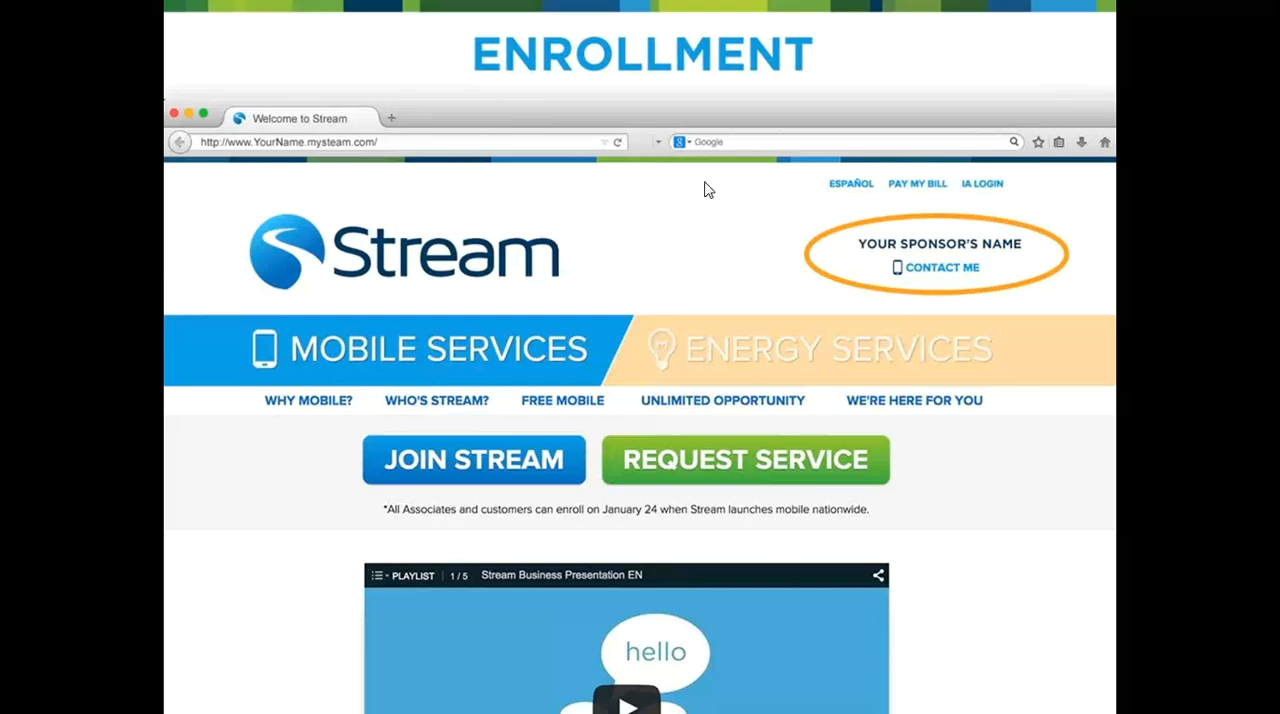 ENROLLMENT
Welcome to Stream
http://www.YourName.mysteam.com/
Google
ESPAÑOL PAY MY BILL IA LOGIN
Stream
YOUR SPONSOR'S NAME
CONTACT ME
MOBILE SERVICES ENERGY SERVICES
WHY MOBILE? WHO'S STREAM? FREE MOBILE UNLIMITED OPPORTUNITY WE'RE HERE FOR YOU
JOIN STREAM REQUEST SERVICE
*All Associates and customers can enroll on January 24 when Stream launches mobile nationwide.
PLAYLIST 1/5 Stream Business Presentation EN
hello